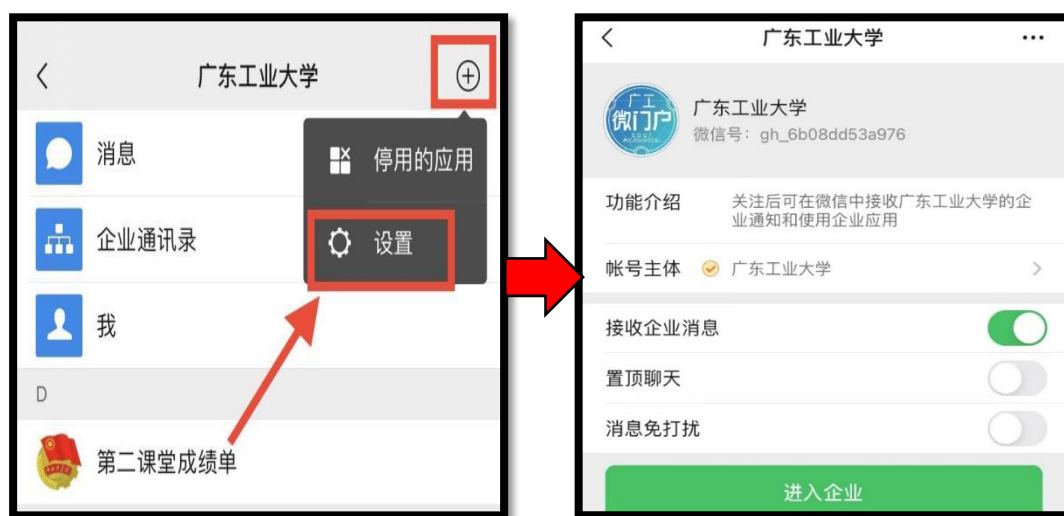 广东工业大学
消息
停用的应用
企业通讯录
设置
我
D
第二课堂成绩单
广东工业大学
广工
微门户
广东工业大学
微信号：gh_6b08dd53a976
功能介绍
关注后可在微信中接收广东工业大学的企
业通知和使用企业应用
帐号主体
广东工业大学
接收企业消息
置顶聊天
消息免打扰
进入企业